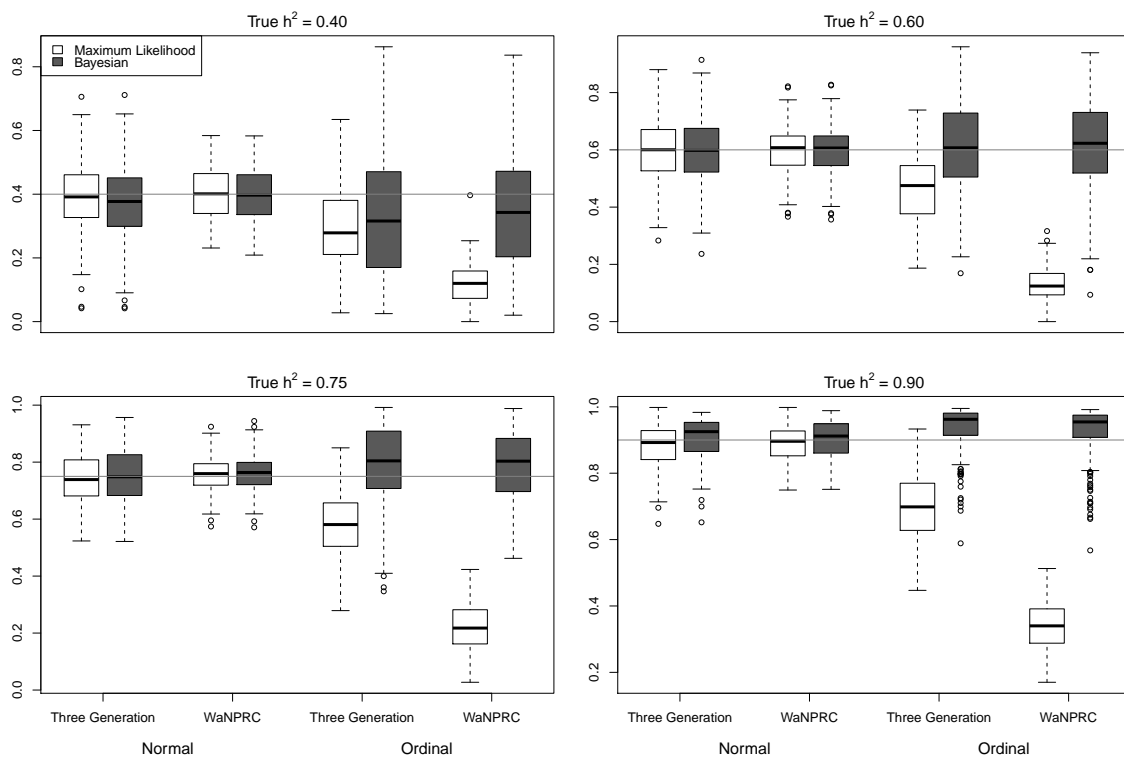 True h² = 0.40
Maximum Likelihood
Bayesian
0.8
0.6
0.4
0.2
0.0
True h² = 0.60
0.8
0.6
0.4
0.2
0.0
True h² = 0.75
1.0
0.8
0.6
0.4
0.2
0.0
Three Generation WaNPRC Three Generation WaNPRC
Normal Ordinal
True h² = 0.90
1.0
0.8
0.6
0.4
0.2
Three Generation WaNPRC Three Generation WaNPRC
Normal Ordinal